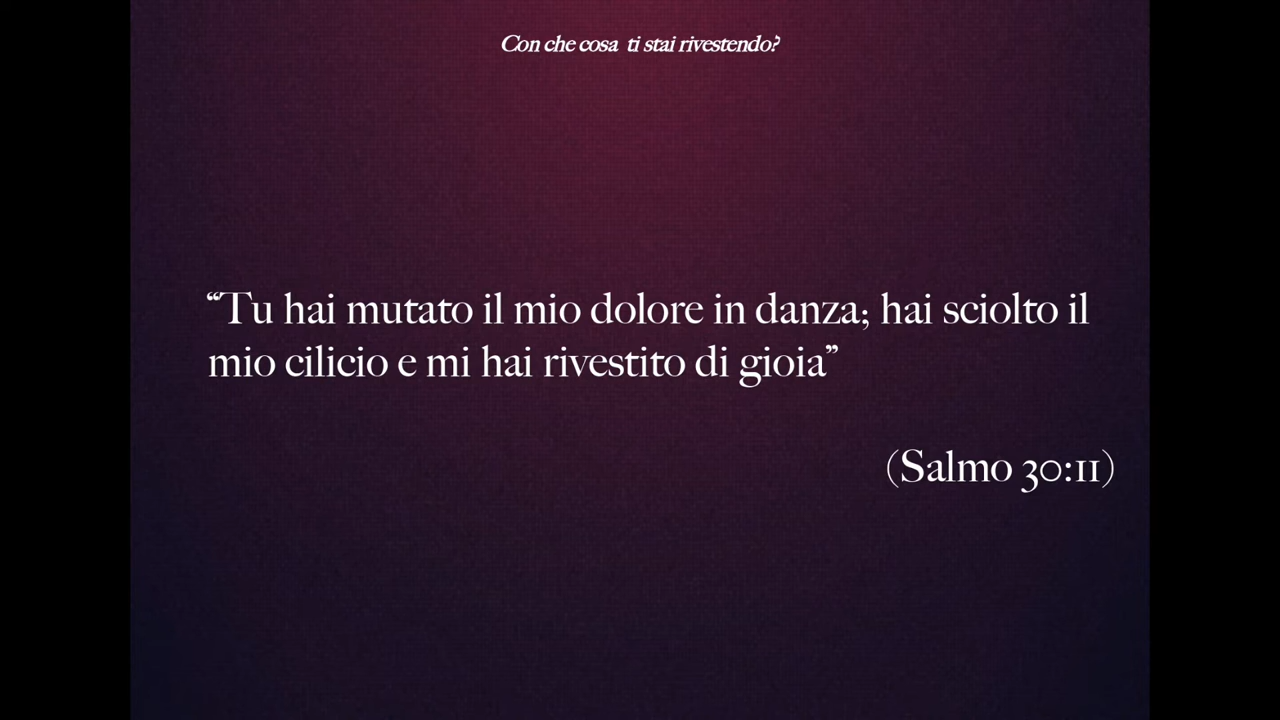 Con che cosa  ti stai rivestendo?
“Tu hai mutato il mio dolore in danza; hai sciolto il
mio cilicio e mi hai rivestito di gioia”
(Salmo 30:11)